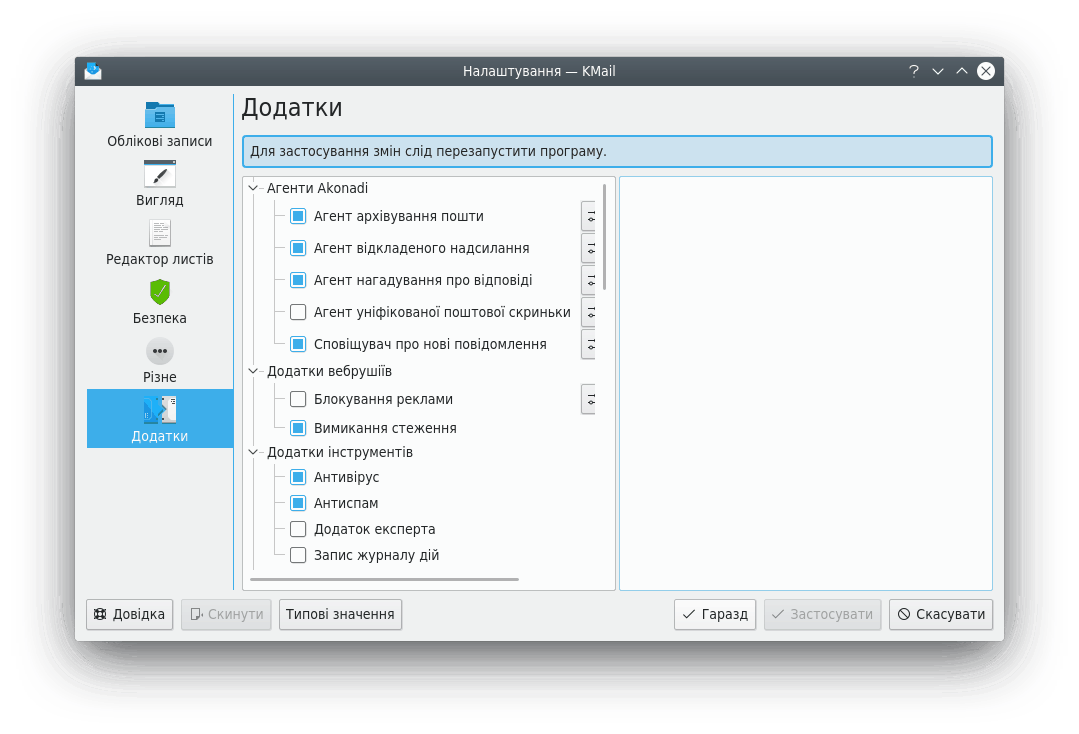 Налаштування — KMail
Облікові записи
Вигляд
Редактор листів
Безпека
Різне
Додатки
Додатки
Для застосування змін слід перезапустити програму.
Агенти Akonadi
Агент архівування пошти
Агент відкладеного надсилання
Агент нагадування про відповіді
Агент уніфікованої поштової скриньки
Сповіщувач про нові повідомлення
Додатки вебрушіїв
Блокування реклами
Вимикання стеження
Додатки інструментів
Антивірус
Антиспам
Додаток експерта
Запис журналу дій
Довідка
Скинути
Типові значення
Гаразд
Застосувати
Скасувати